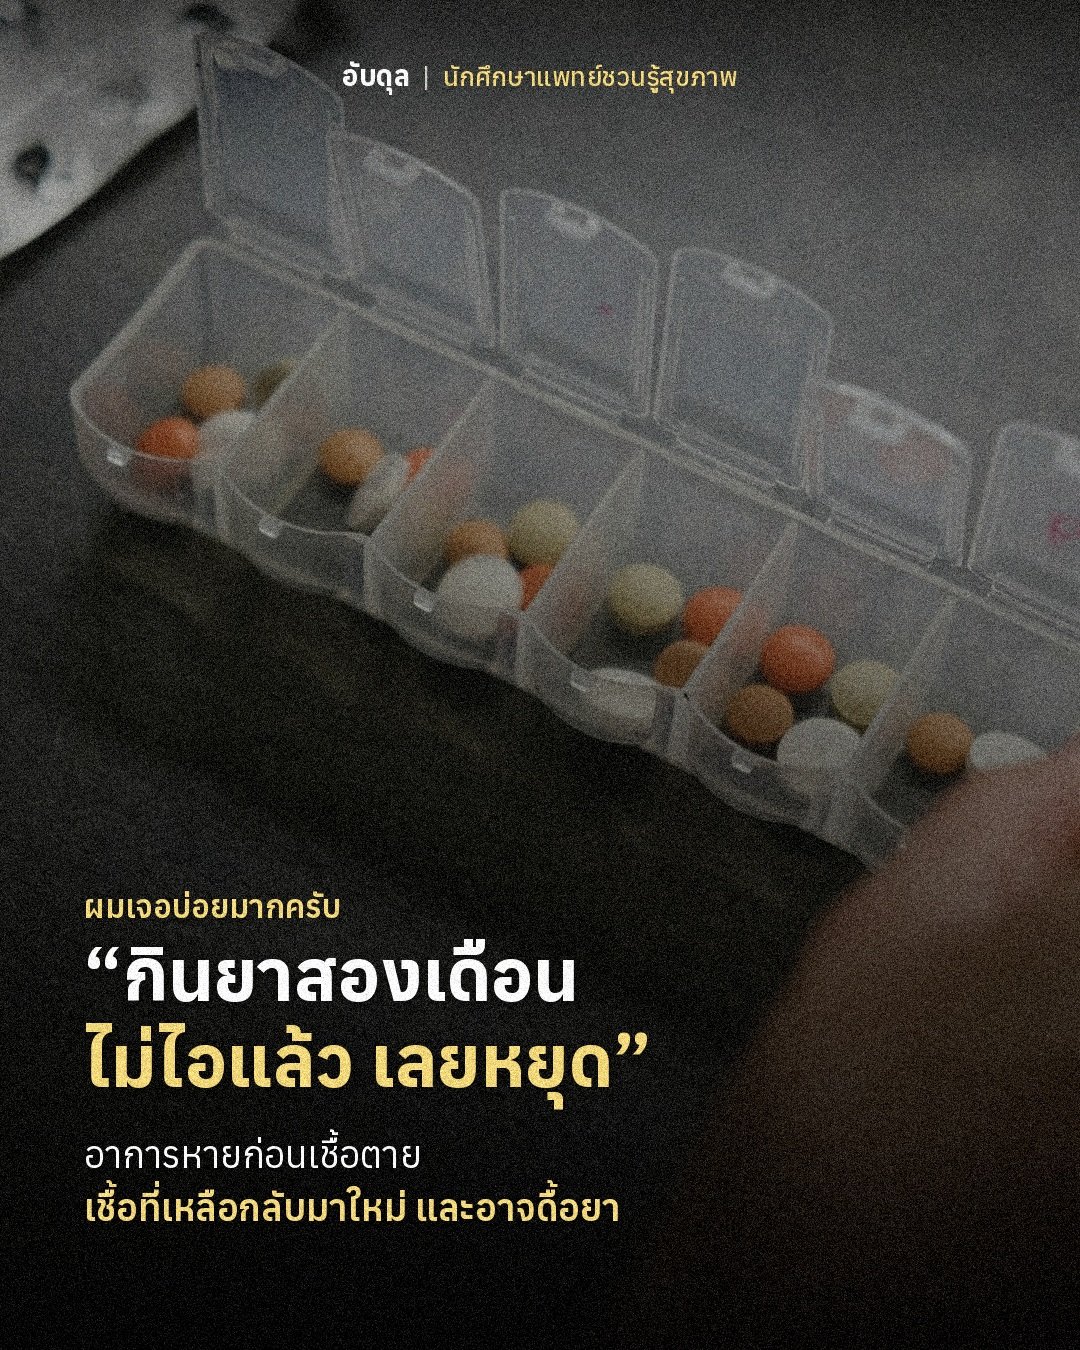 อับดุล | นักศึกษาแพทย์ชวนรู้สุขภาพ
ผมเจอบ่อยมากครับ
“กินยาสองเดือน
ไม่ไอแล้ว เลยหยุด”
อาการหายก่อนเชื้อตาย
เชื้อที่เหลือกลับมาใหม่ และอาจดื้อยา